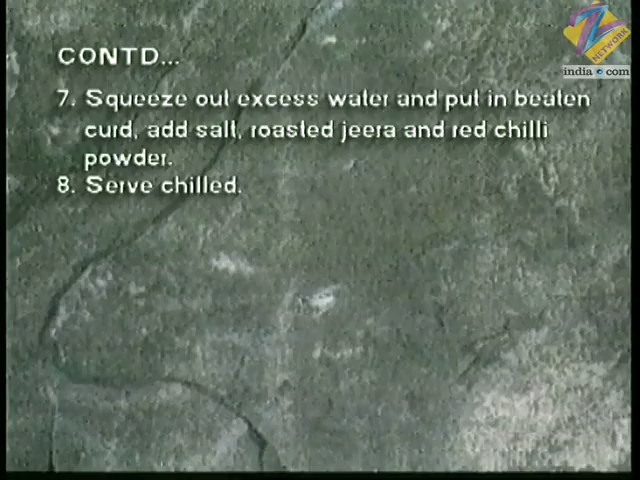 Z
NETWORK
india.com
CONTD...
7. Squeeze out excess water and put in beaten
curd, add salt, roasted jeera and red chilli
powder.
8. Serve chilled.